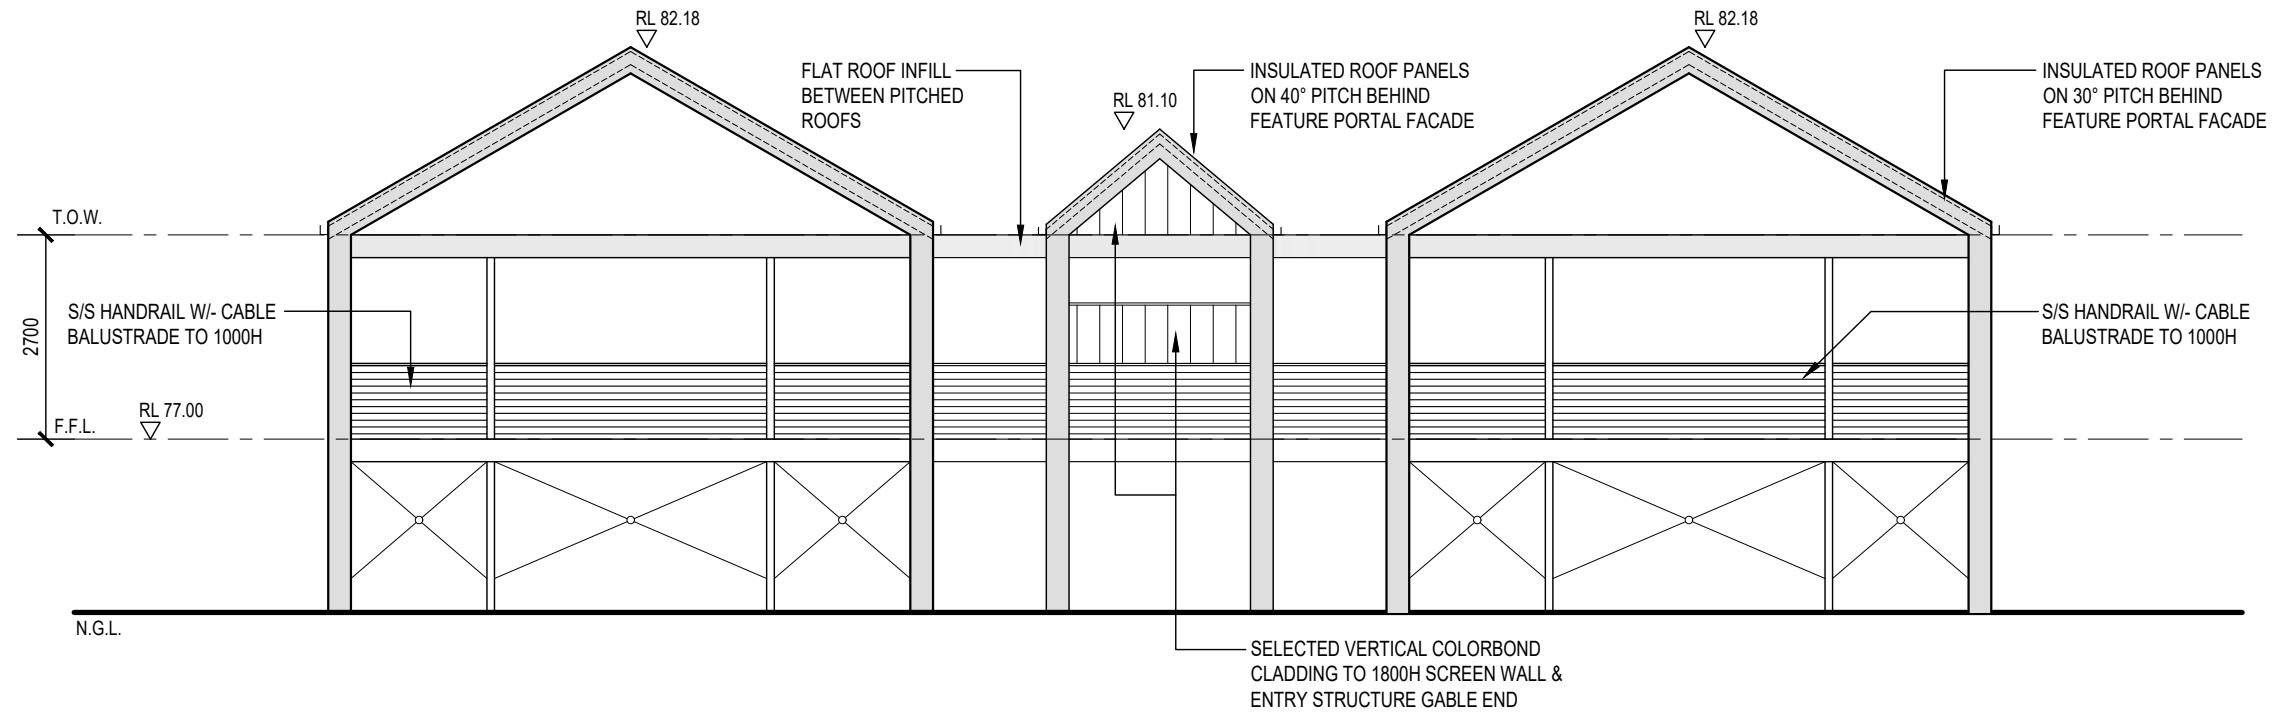 RL 82.18
RL 82.18
FLAT ROOF INFILL
BETWEEN PITCHED
ROOFS
RL 81.10
INSULATED ROOF PANELS
ON 40° PITCH BEHIND
FEATURE PORTAL FACADE
INSULATED ROOF PANELS
ON 30° PITCH BEHIND
FEATURE PORTAL FACADE
T.O.W.
2700
S/S HANDRAIL W/- CABLE
BALUSTRADE TO 1000H
S/S HANDRAIL W/- CABLE
BALUSTRADE TO 1000H
RL 77.00
F.F.L.
N.G.L.
SELECTED VERTICAL COLORBOND
CLADDING TO 1800H SCREEN WALL &
ENTRY STRUCTURE GABLE END